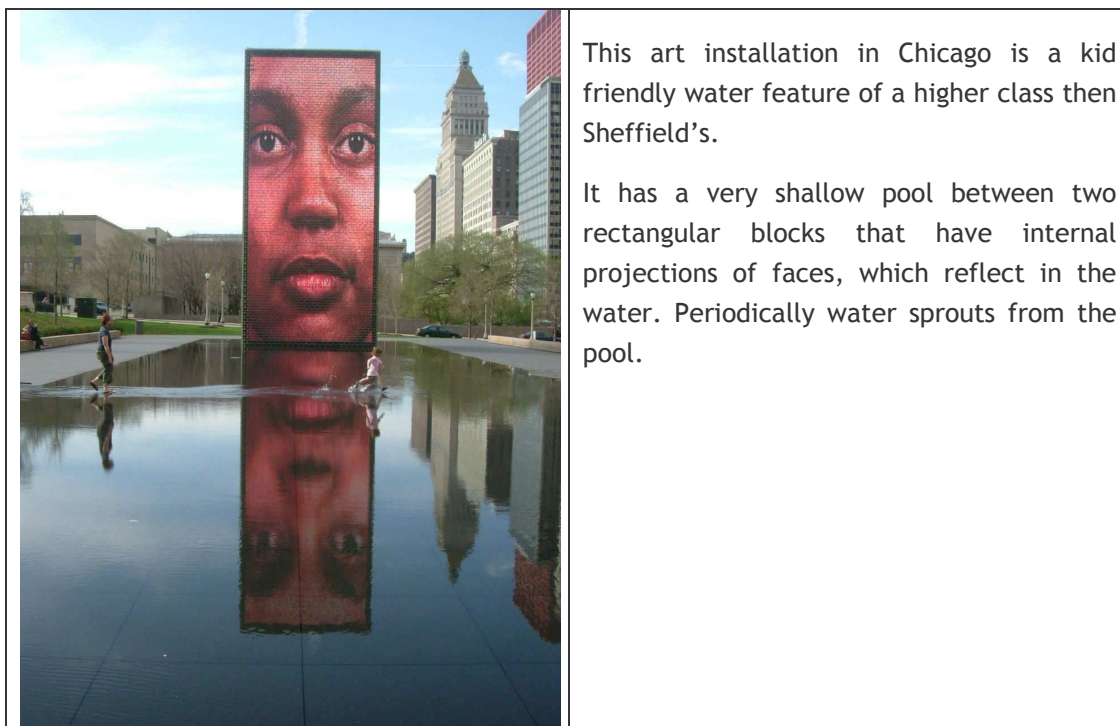 This art installation in Chicago is a kid
friendly water feature of a higher class then
Sheffield’s.
It has a very shallow pool between two
rectangular blocks that have internal
projections of faces, which reflect in the
water. Periodically water sprouts from the
pool.